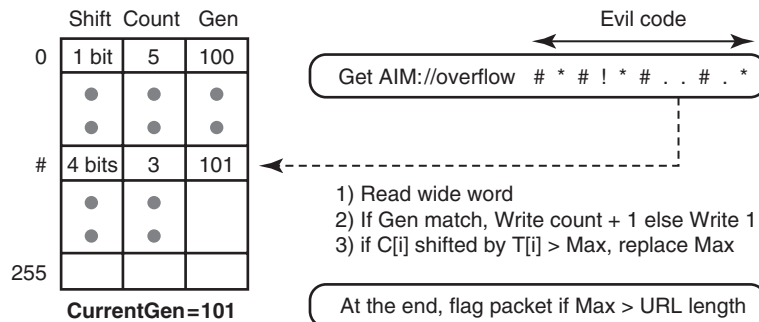 Shift Count Gen
Evil code
0 1 bit 5 100
Get AIM://overflow # * # ! * # . . # . *
# 4 bits 3 101
1) Read wide word
2) If Gen match, Write count + 1 else Write 1
3) if C[i] shifted by T[i] > Max, replace Max
255
CurrentGen=101
At the end, flag packet if Max > URL length